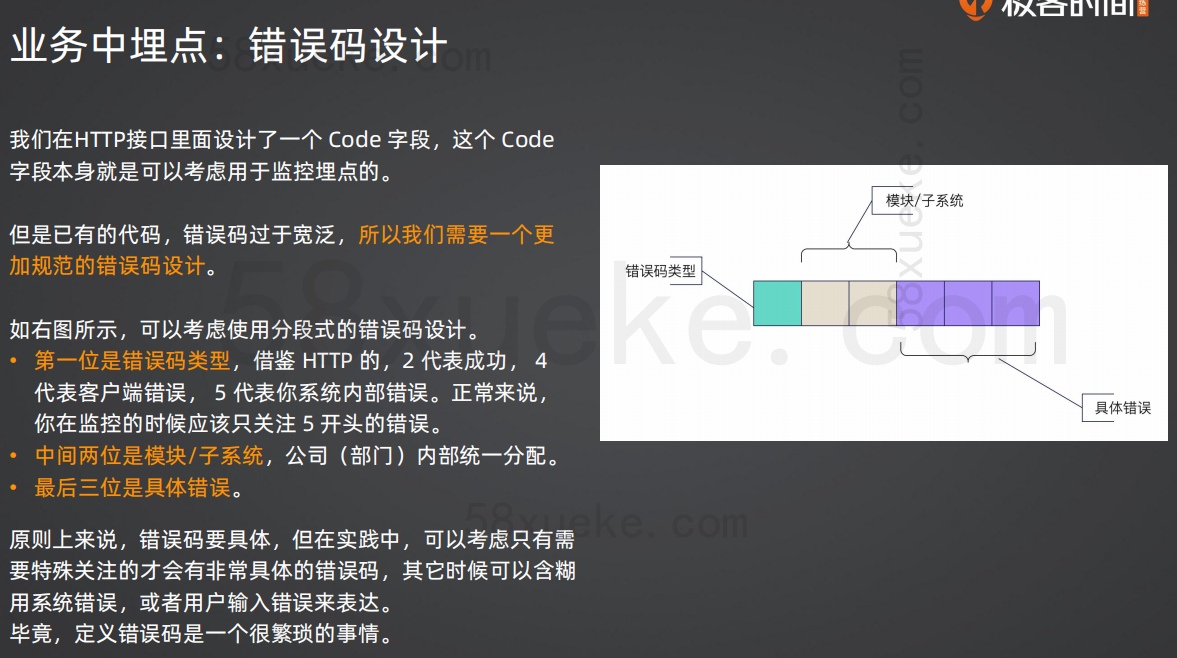 极客时间
业务中埋点：错误码设计
58xueke.com
我们在HTTP接口里面设计了一个 Code 字段，这个 Code
字段本身就是可以考虑用于监控埋点的。
但是已有的代码，错误码过于宽泛，所以我们需要一个更
加规范的错误码设计。
如右图所示，可以考虑使用分段式的错误码设计。
• 第一位是错误码类型，借鉴 HTTP 的，2 代表成功， 4
代表客户端错误， 5 代表你系统内部错误。正常来说，
你在监控的时候应该只关注 5 开头的错误。
• 中间两位是模块/子系统，公司（部门）内部统一分配。
• 最后三位是具体错误。
原则上来说，错误码要具体，但在实践中，可以考虑只有需
要特殊关注的才会有非常具体的错误码，其它时候可以含糊
用系统错误，或者用户输入错误来表达。
毕竟，定义错误码是一个很繁琐的事情。
模块/子系统
错误码类型
具体错误
58xueke.com
58xueke.com
58xueke.com